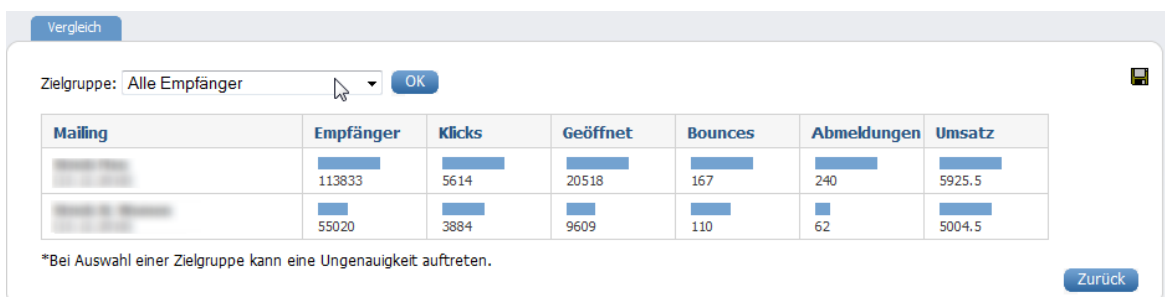 Vergleich
Zielgruppe: Alle Empfänger OK
Mailing Empfänger Klicks Geöffnet Bounces Abmeldungen Umsatz
113833 5614 20518 167 240 5925.5
55020 3884 9609 110 62 5004.5
*Bei Auswahl einer Zielgruppe kann eine Ungenauigkeit auftreten.
Zurück